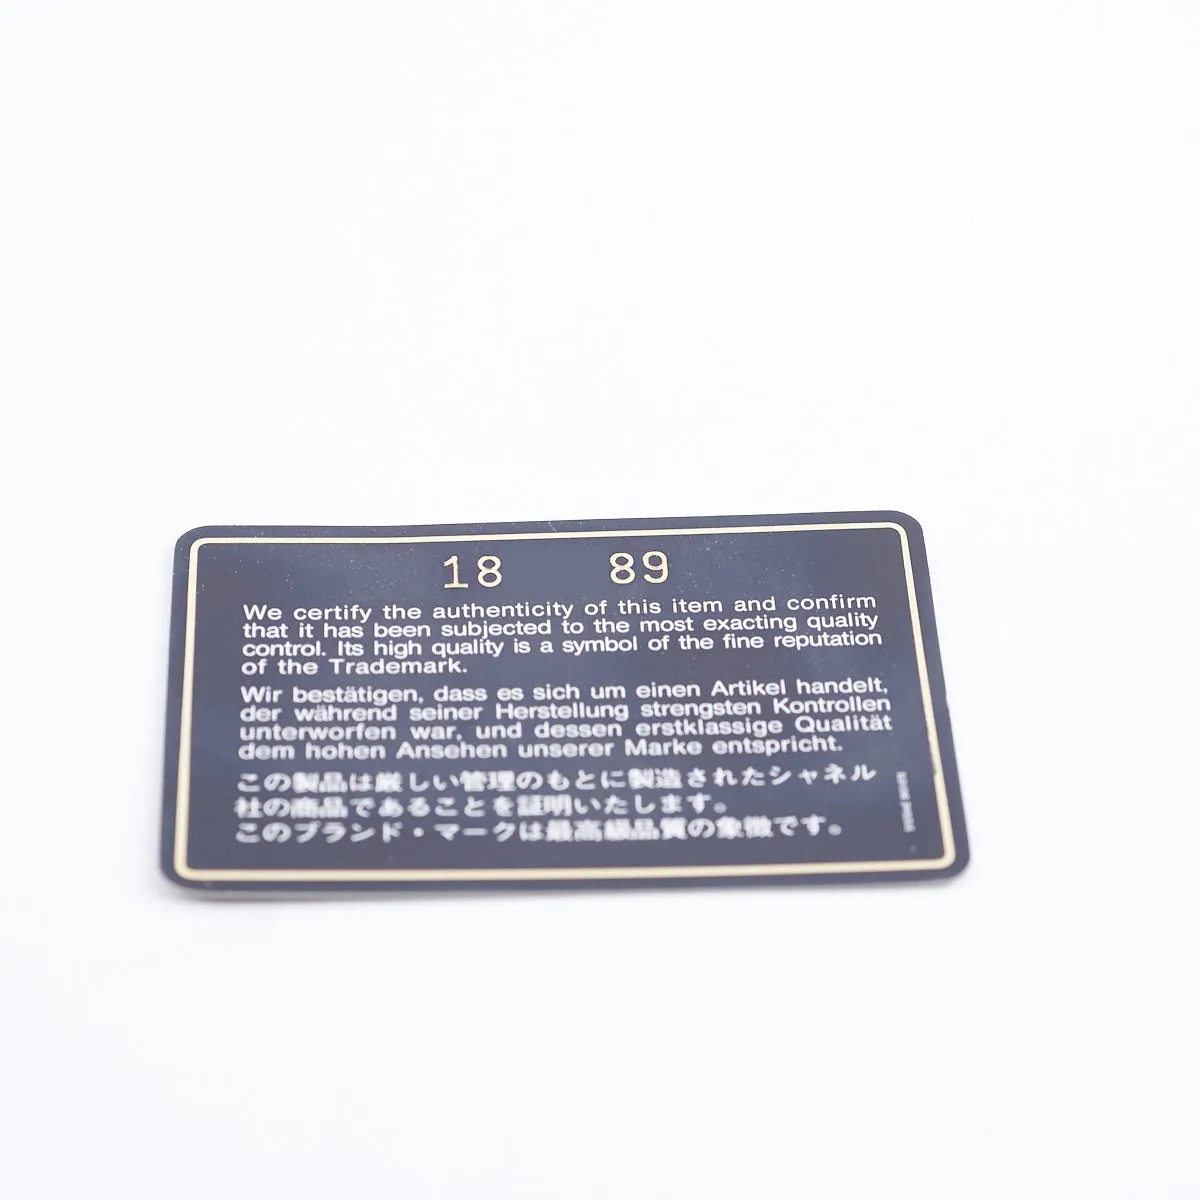 18 89
We certify the authenticity of this item and confirm
that it has been subjected to the most exacting quality
control. Its high quality is a symbol of the fine reputation
of the Trademark.
Wir bestätigen, dass es sich um einen Artikel handelt,
der während seiner Herstellung strengsten Kontrollen
unterworfen war, und dessen erstklassige Qualität
dem hohen Ansehen unserer Marke entspricht.
この製品は厳しい管理のもとに製造されたシャネル
社の商品であることを証明いたします。
このブランド・マークは最高級品質の象徴です。